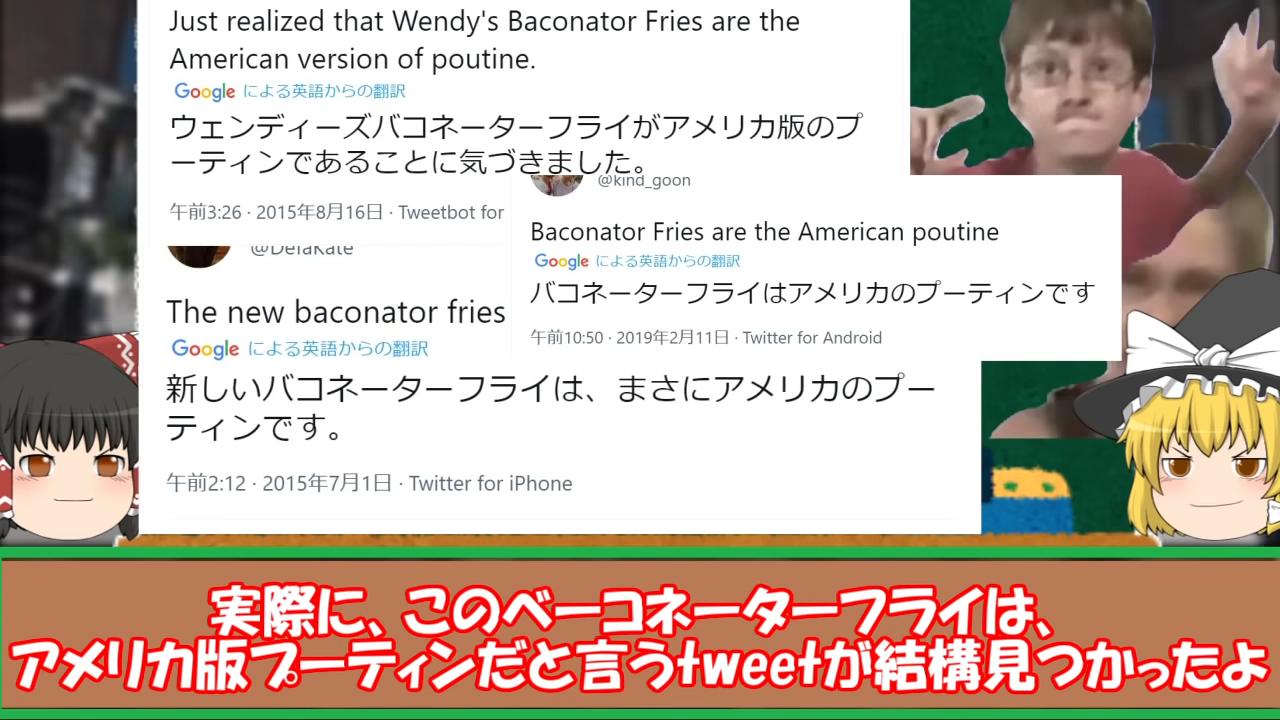 Just realized that Wendy's Baconator Fries are the
American version of poutine.
Google による英語からの翻訳
ウェンディーズバコネーターフライがアメリカ版のプ
ーティンであることに気づきました。
午前3:26 · 2015年8月16日 · Tweetbot for
@kind_goon
Baconator Fries are the American poutine
Google による英語からの翻訳
バコネーターフライはアメリカのプーティンです
午前10:50 · 2019年2月11日 · Twitter for Android
@DefaKate
The new baconator fries
Google による英語からの翻訳
新しいバコネーターフライは、まさにアメリカのプー
ティンです。
午前2:12 · 2015年7月1日 · Twitter for iPhone
実際に、このベーコネーターフライは、
アメリカ版プーティンだと言うtweetが結構見つかったよ